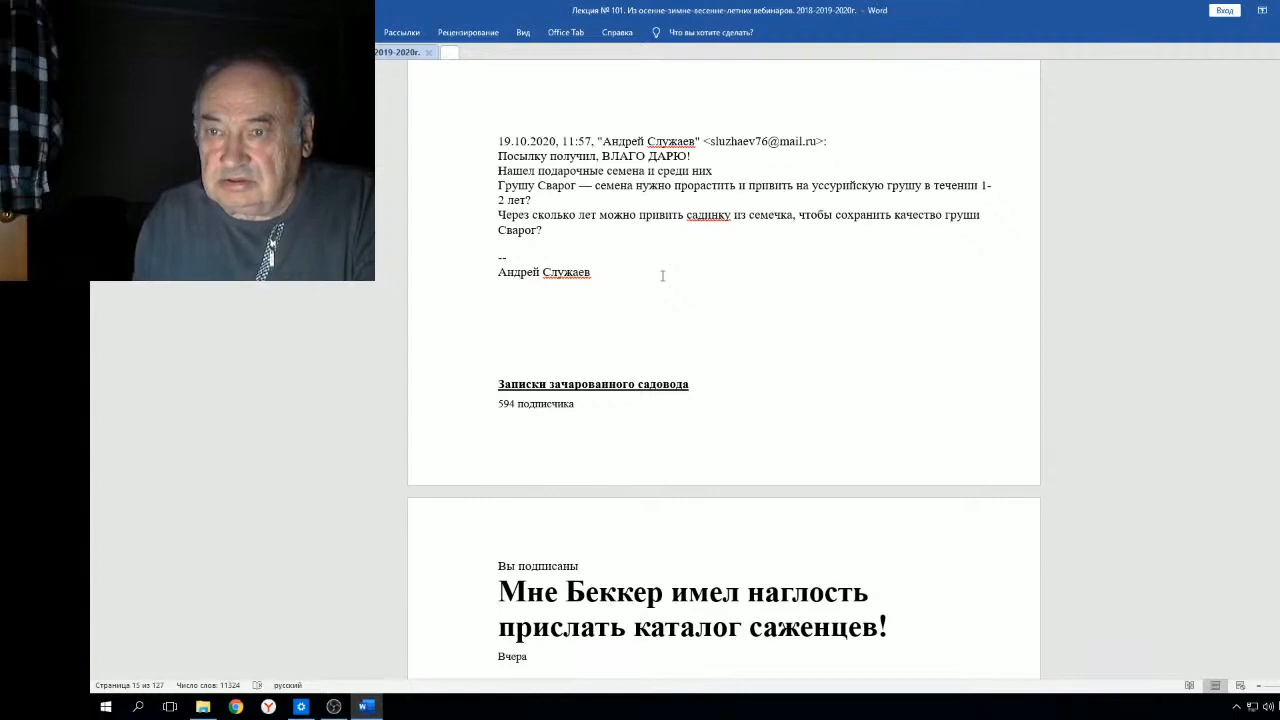 Лекция № 101. Из осенне-зимне-весенне-летних вебинаров. 2018-2019-2020г. - Word
Вход
Рассылки Рецензирование Вид Office Tab Справка Что вы хотите сделать?
2019-2020г.
19.10.2020, 11:57, "Андрей Служаев" <sluzhaev76@mail.ru>:
Посылку получил, ВЛАГО ДАРЮ!
Нашел подарочные семена и среди них
Грушу Сварог — семена нужно прорастить и привить на уссурийскую грушу в течении 1-
2 лет?
Через сколько лет можно привить садинку из семечка, чтобы сохранить качество груши
Сварог?
--
Андрей Служаев
Записки зачарованного садовода
594 подписчика
Вы подписаны
Мне Беккер имел наглость
прислать каталог саженцев!
Вчера
Страница 15 из 127 Число слов: 11324 русский